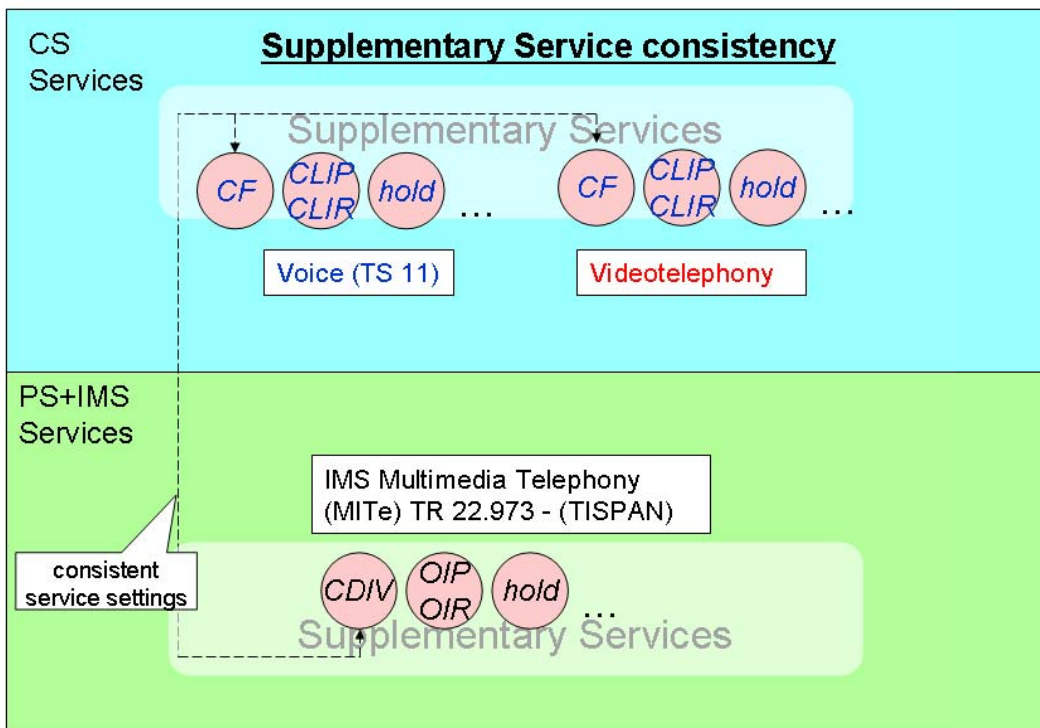 CS
Services
Supplementary Service consistency
Supplementary Services
CF
CLIP
CLIR
hold
...
CF
CLIP
CLIR
hold
...
Voice (TS 11)
Videotelephony
PS+IMS
Services
IMS Multimedia Telephony
(MITe) TR 22.973 - (TISPAN)
consistent
service settings
CDIV
OIP
OIR
hold
...
Supplementary Services